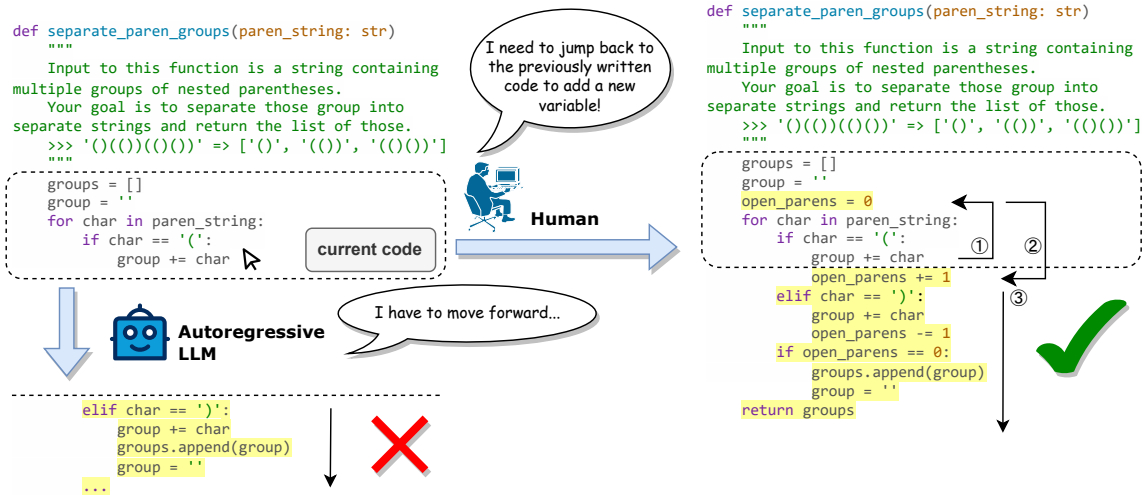 def separate_paren_groups(paren_string: str)
    """
    Input to this function is a string containing
multiple groups of nested parentheses.
    Your goal is to separate those group into
separate strings and return the list of those.
    >>> '()(())(()())' => ['()', '(())', '(()())']
    """
    groups = []
    group = ''
    for char in paren_string:
        if char == '(':
            group += char
current code
I need to jump back to
the previously written
code to add a new
variable!
Human
Autoregressive
LLM
I have to move forward...
        elif char == ')':
            group += char
            groups.append(group)
            group = ''
        ...
def separate_paren_groups(paren_string: str)
    """
    Input to this function is a string containing
multiple groups of nested parentheses.
    Your goal is to separate those group into
separate strings and return the list of those.
    >>> '()(())(()())' => ['()', '(())', '(()())']
    """
    groups = []
    group = ''
    open_parens = 0
    for char in paren_string:
        if char == '(':
            group += char
            open_parens += 1
        elif char == ')':
            group += char
            open_parens -= 1
        if open_parens == 0:
            groups.append(group)
            group = ''
    return groups
①
②
③